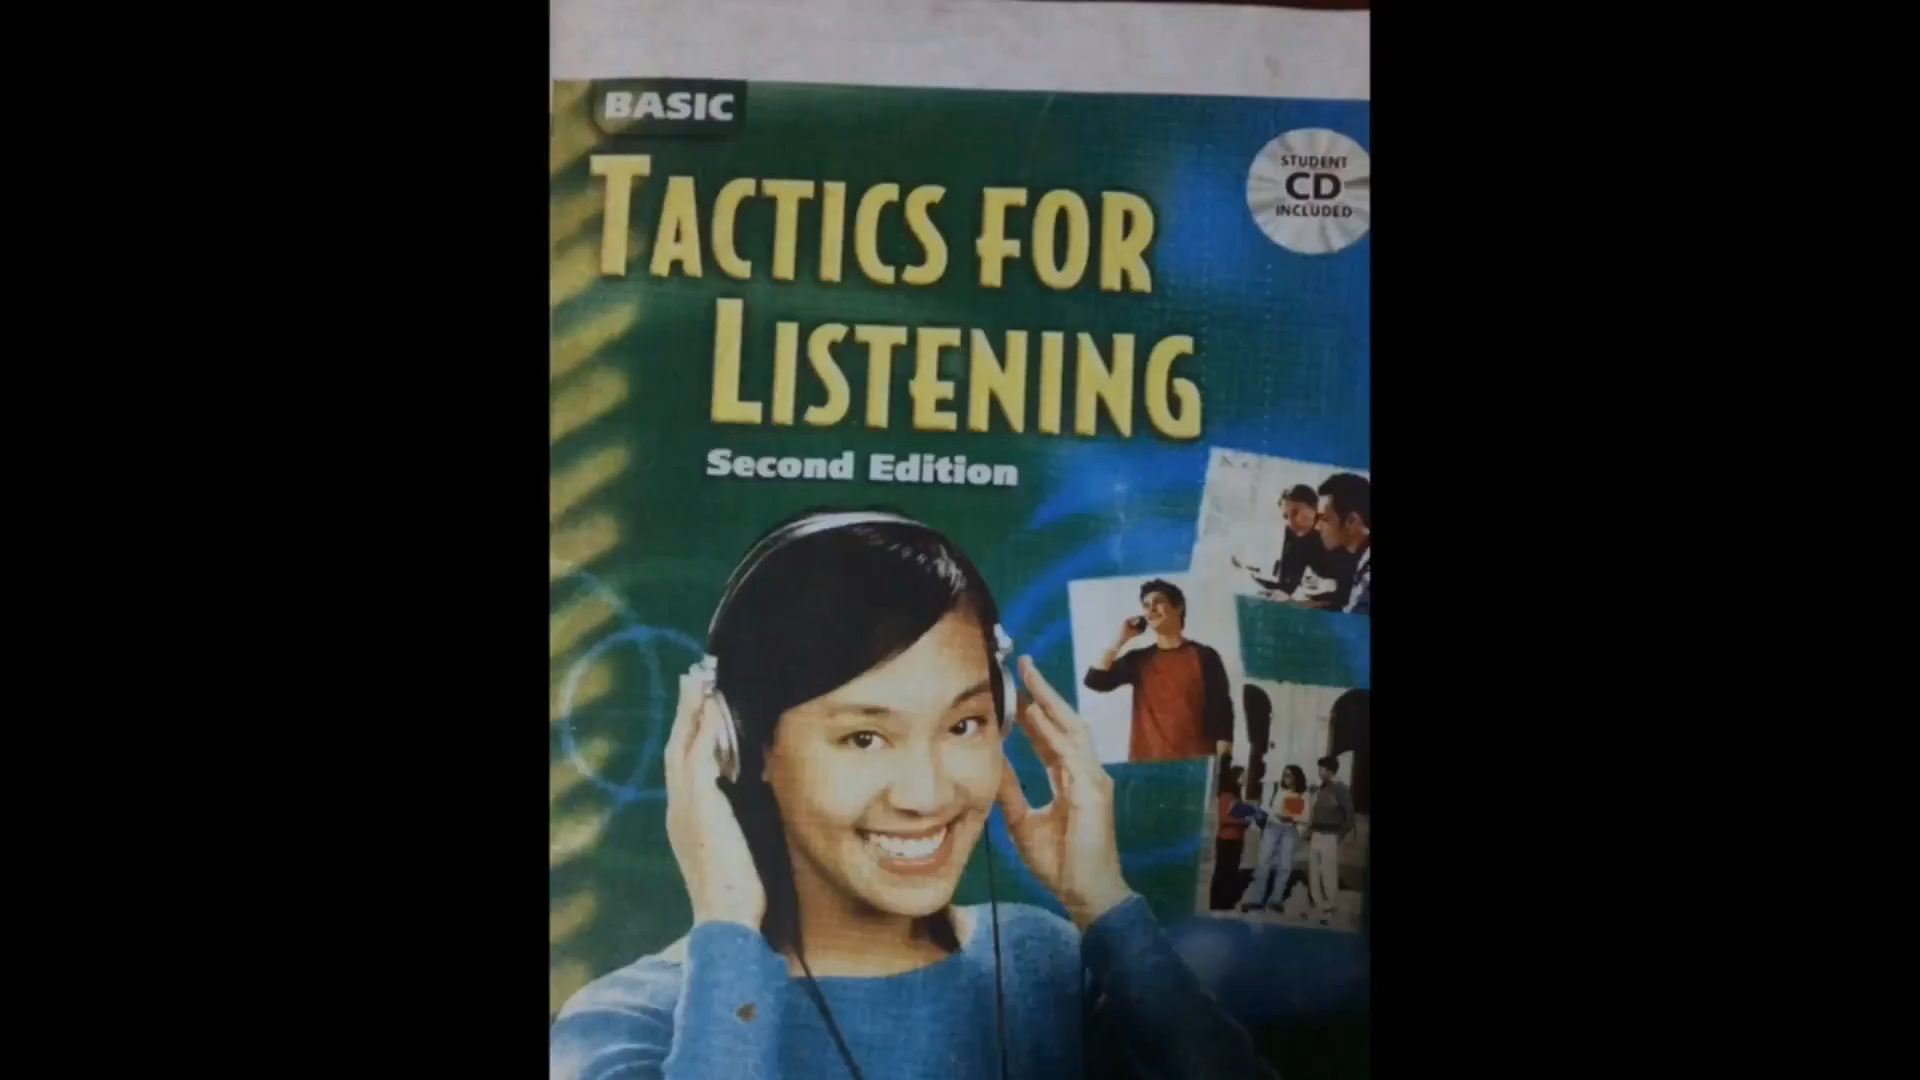 BASIC
TACTICS FOR
LISTENING
Second Edition
STUDENT
CD
INCLUDED